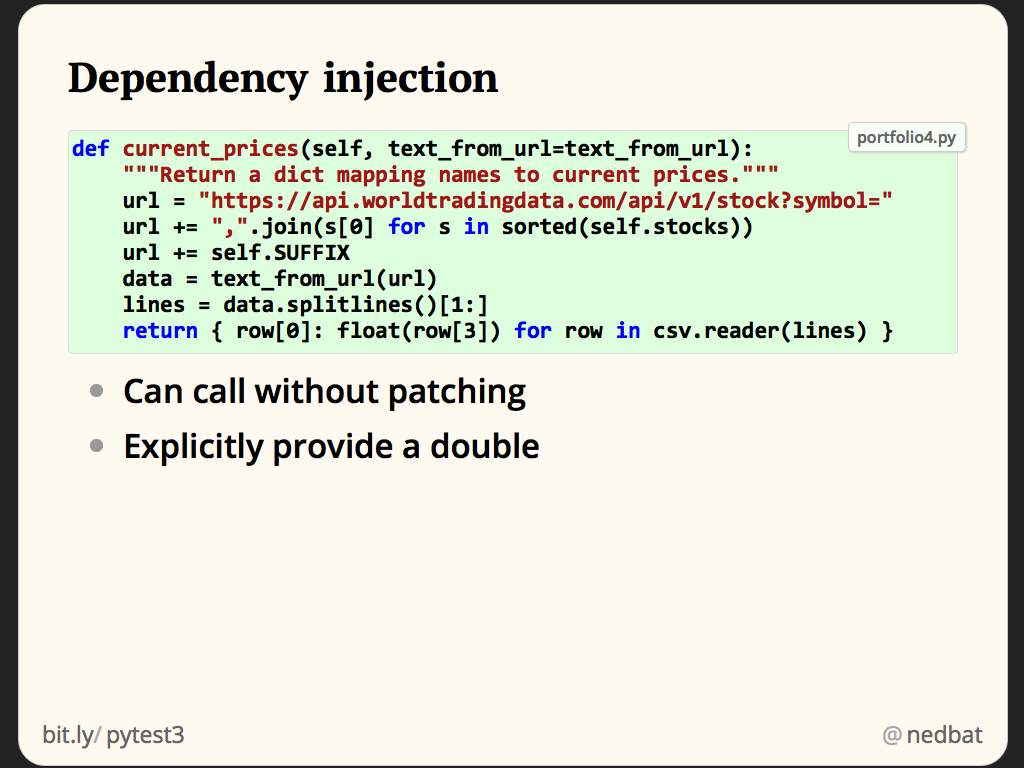 Dependency injection
portfolio4.py
def current_prices(self, text_from_url=text_from_url):
    """Return a dict mapping names to current prices."""
    url = "https://api.worldtradingdata.com/api/v1/stock?symbol="
    url += ",".join(s[0] for s in sorted(self.stocks))
    url += self.SUFFIX
    data = text_from_url(url)
    lines = data.splitlines()[1:]
    return { row[0]: float(row[3]) for row in csv.reader(lines) }
Can call without patching
Explicitly provide a double
bit.ly/ pytest3
@ nedbat